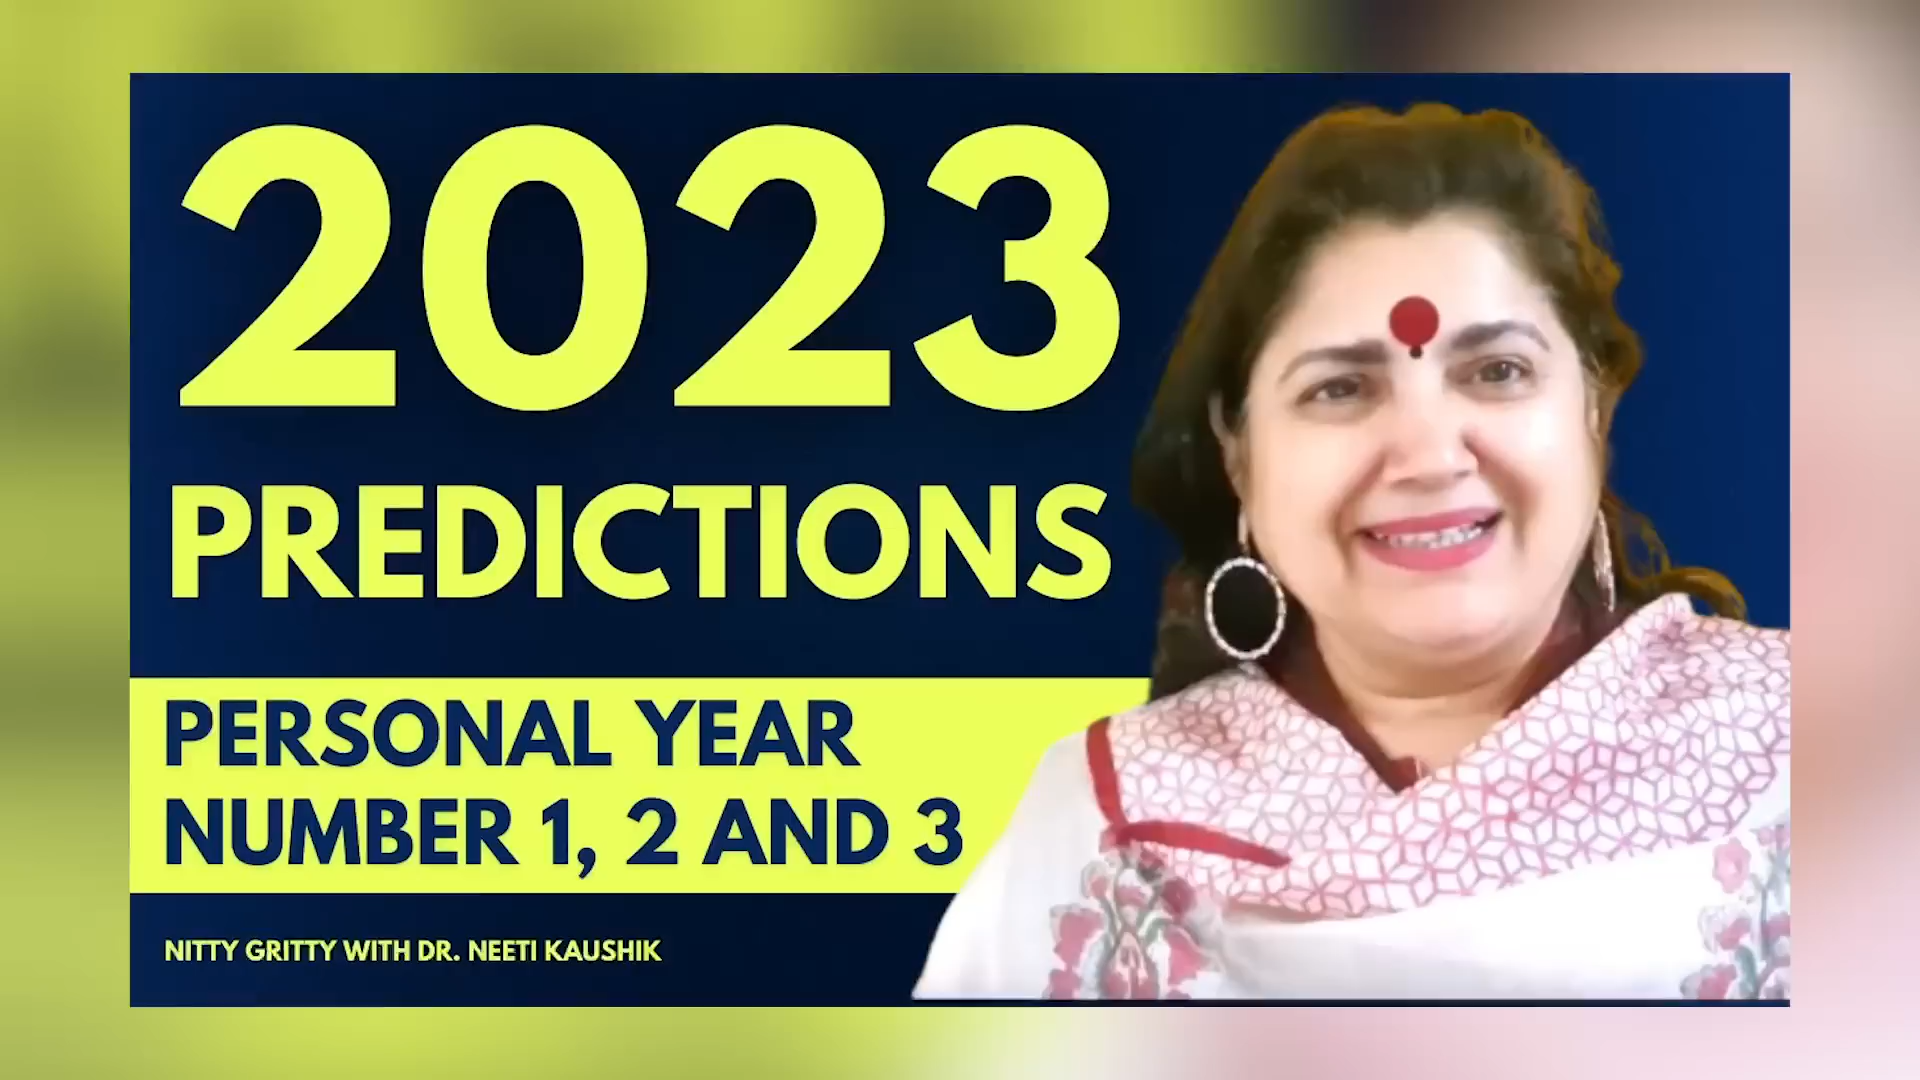 2023
PREDICTIONS
PERSONAL YEAR
NUMBER 1, 2 AND 3
NITTY GRITTY WITH DR. NEETI KAUSHIK